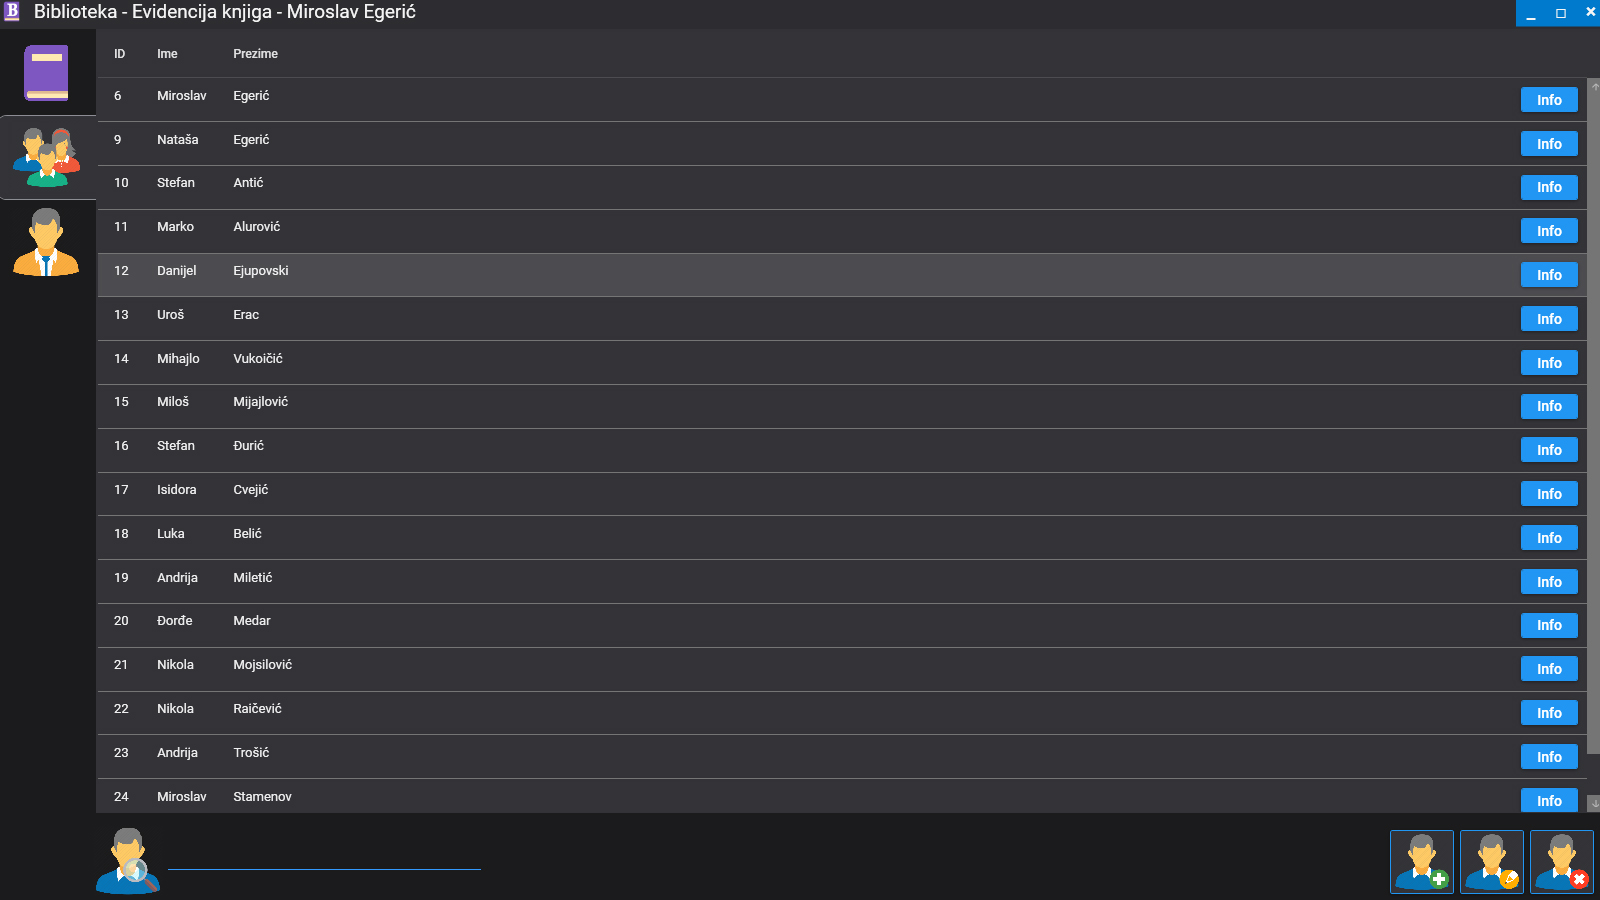 B Biblioteka - Evidencija knjiga - Miroslav Egerić
ID Ime Prezime
6 Miroslav Egerić Info
9 Nataša Egerić Info
10 Stefan Antić Info
11 Marko Alurović Info
12 Danijel Ejupovski Info
13 Uroš Erac Info
14 Mihajlo Vukoičić Info
15 Miloš Mijajlović Info
16 Stefan Đurić Info
17 Isidora Cvejić Info
18 Luka Belić Info
19 Andrija Miletić Info
20 Đorđe Medar Info
21 Nikola Mojsilović Info
22 Nikola Raičević Info
23 Andrija Trošić Info
24 Miroslav Stamenov Info